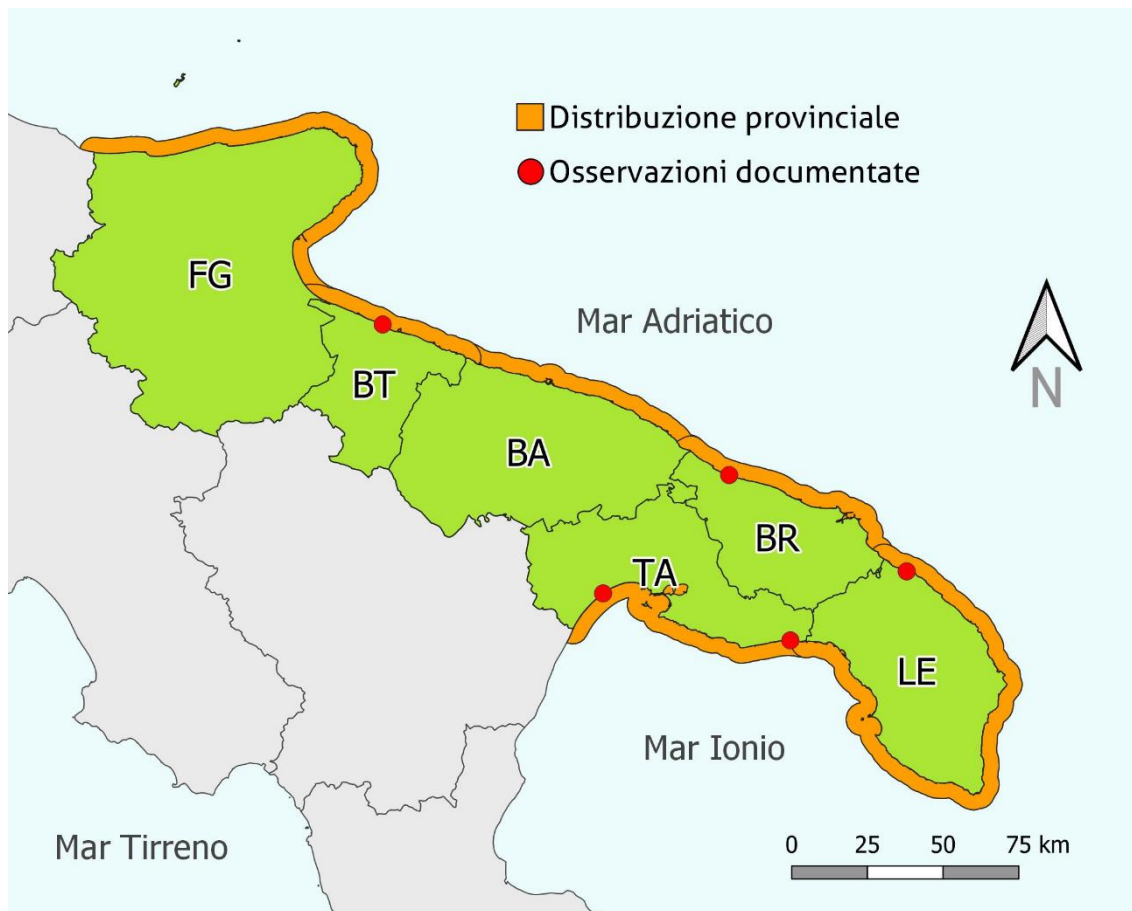 Distribuzione provinciale
Osservazioni documentate
FG
Mar Adriatico
N
BT
BA
BR
TA
LE
Mar Ionio
Mar Tirreno
0 25 50 75 km